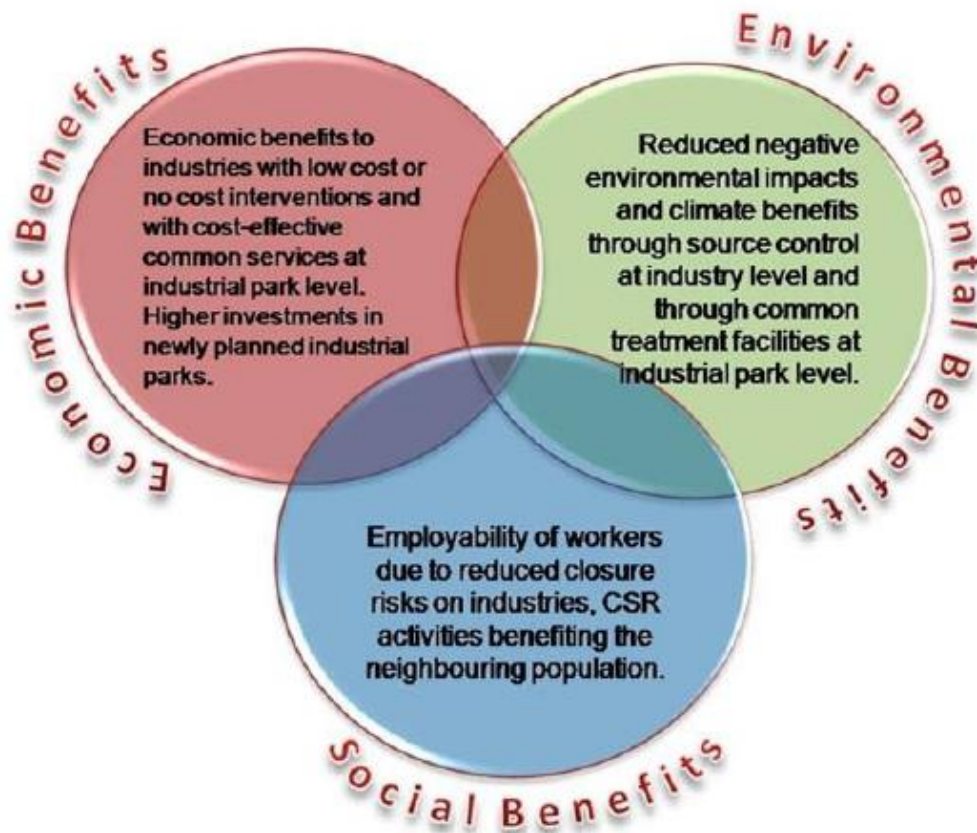 Economic Benefits
Economic benefits to
industries with low cost or
no cost interventions and
with cost-effective
common services at
industrial park level.
Higher investments in
newly planned industrial
parks.
Environmental Benefits
Reduced negative
environmental impacts
and climate benefits
through source control
at industry level and
through common
treatment facilities at
industrial park level.
Employability of workers
due to reduced closure
risks on industries, CSR
activities benefiting the
neighbouring population.
Social Benefits